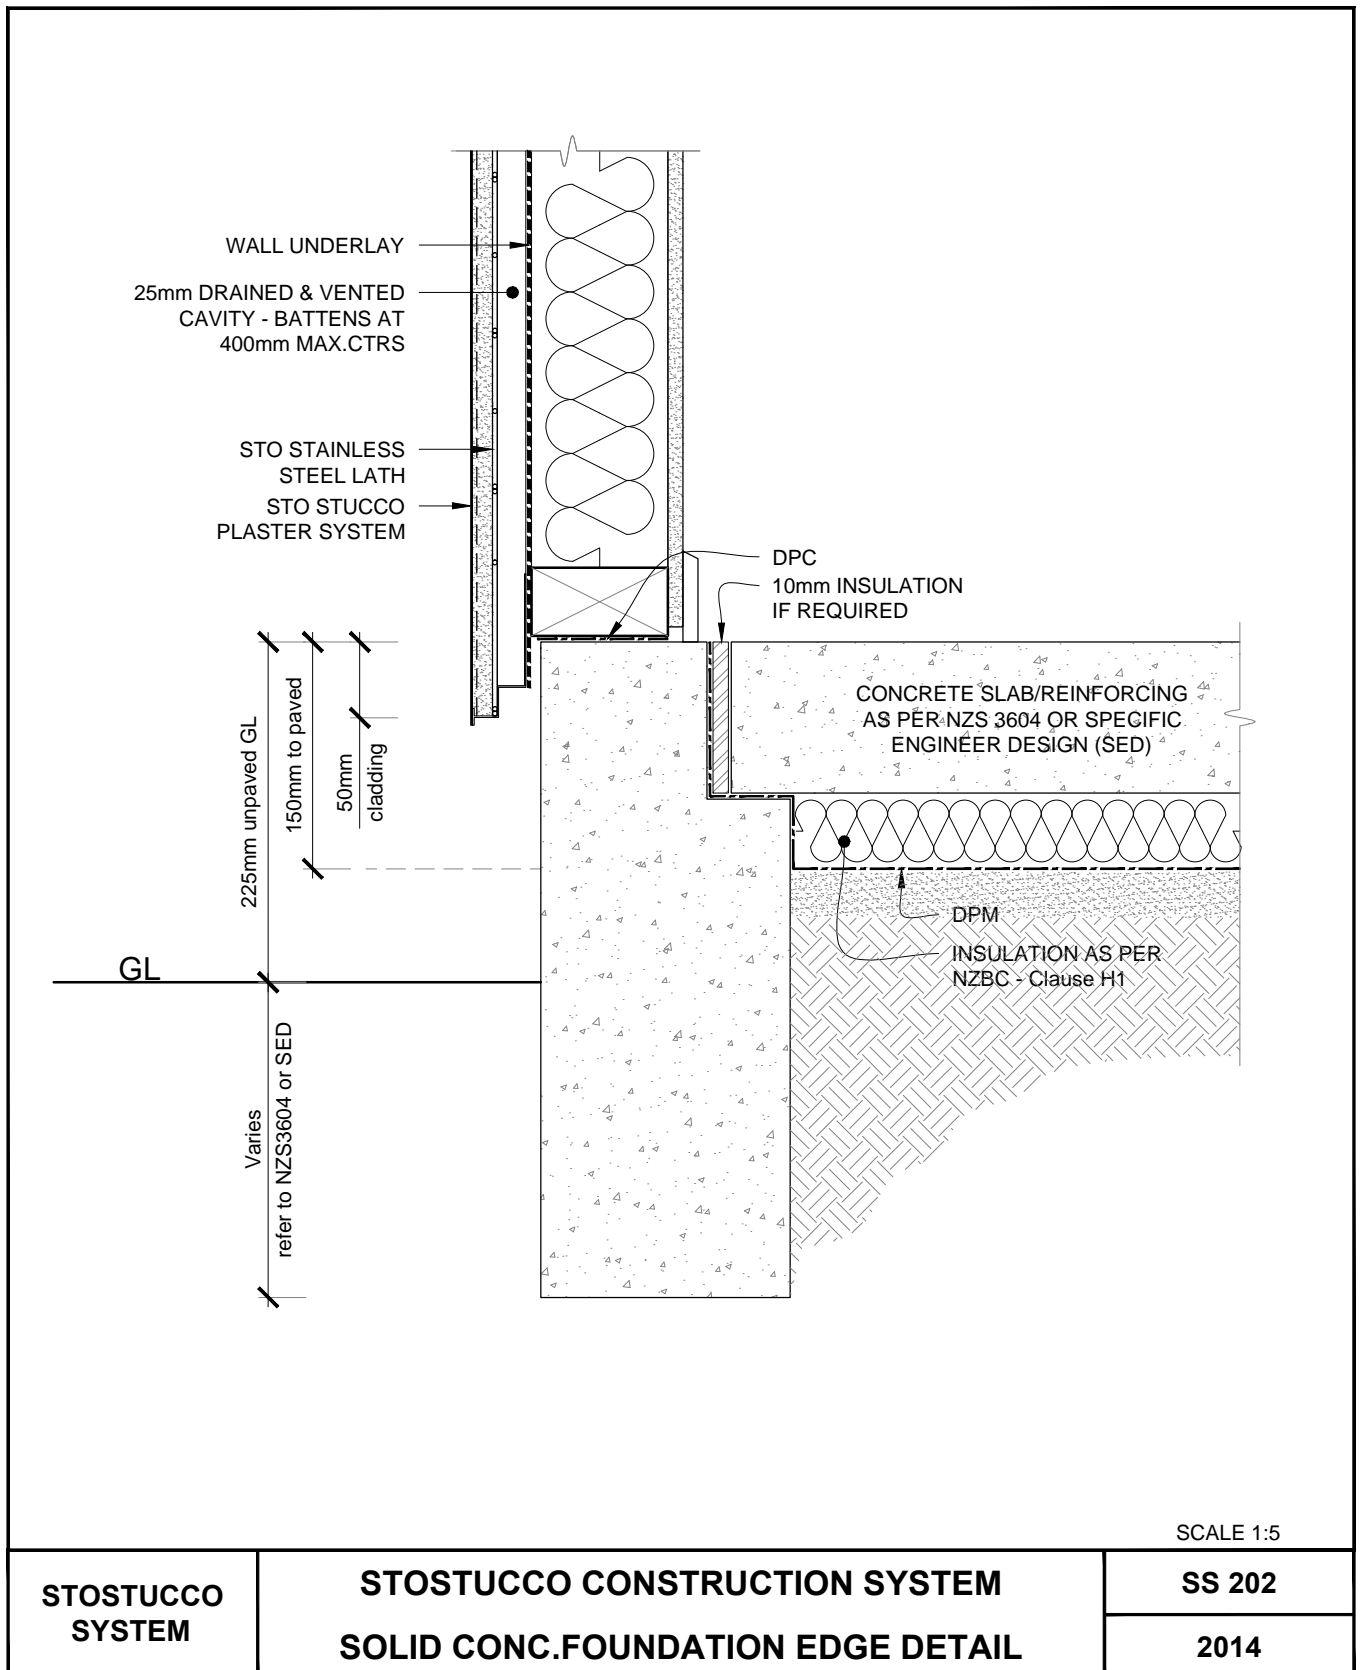 WALL UNDERLAY
25mm DRAINED & VENTED
CAVITY - BATTENS AT
400mm MAX.CTRS
STO STAINLESS
STEEL LATH
STO STUCCO
PLASTER SYSTEM
DPC
10mm INSULATION
IF REQUIRED
CONCRETE SLAB/REINFORCING
AS PER NZS 3604 OR SPECIFIC
ENGINEER DESIGN (SED)
225mm unpaved GL
150mm to paved
50mm
cladding
DPM
INSULATION AS PER
NZBC - Clause H1
GL
Varies
refer to NZS3604 or SED
SCALE 1:5
STOSTUCCO
SYSTEM
STOSTUCCO CONSTRUCTION SYSTEM
SOLID CONC.FOUNDATION EDGE DETAIL
SS 202
2014